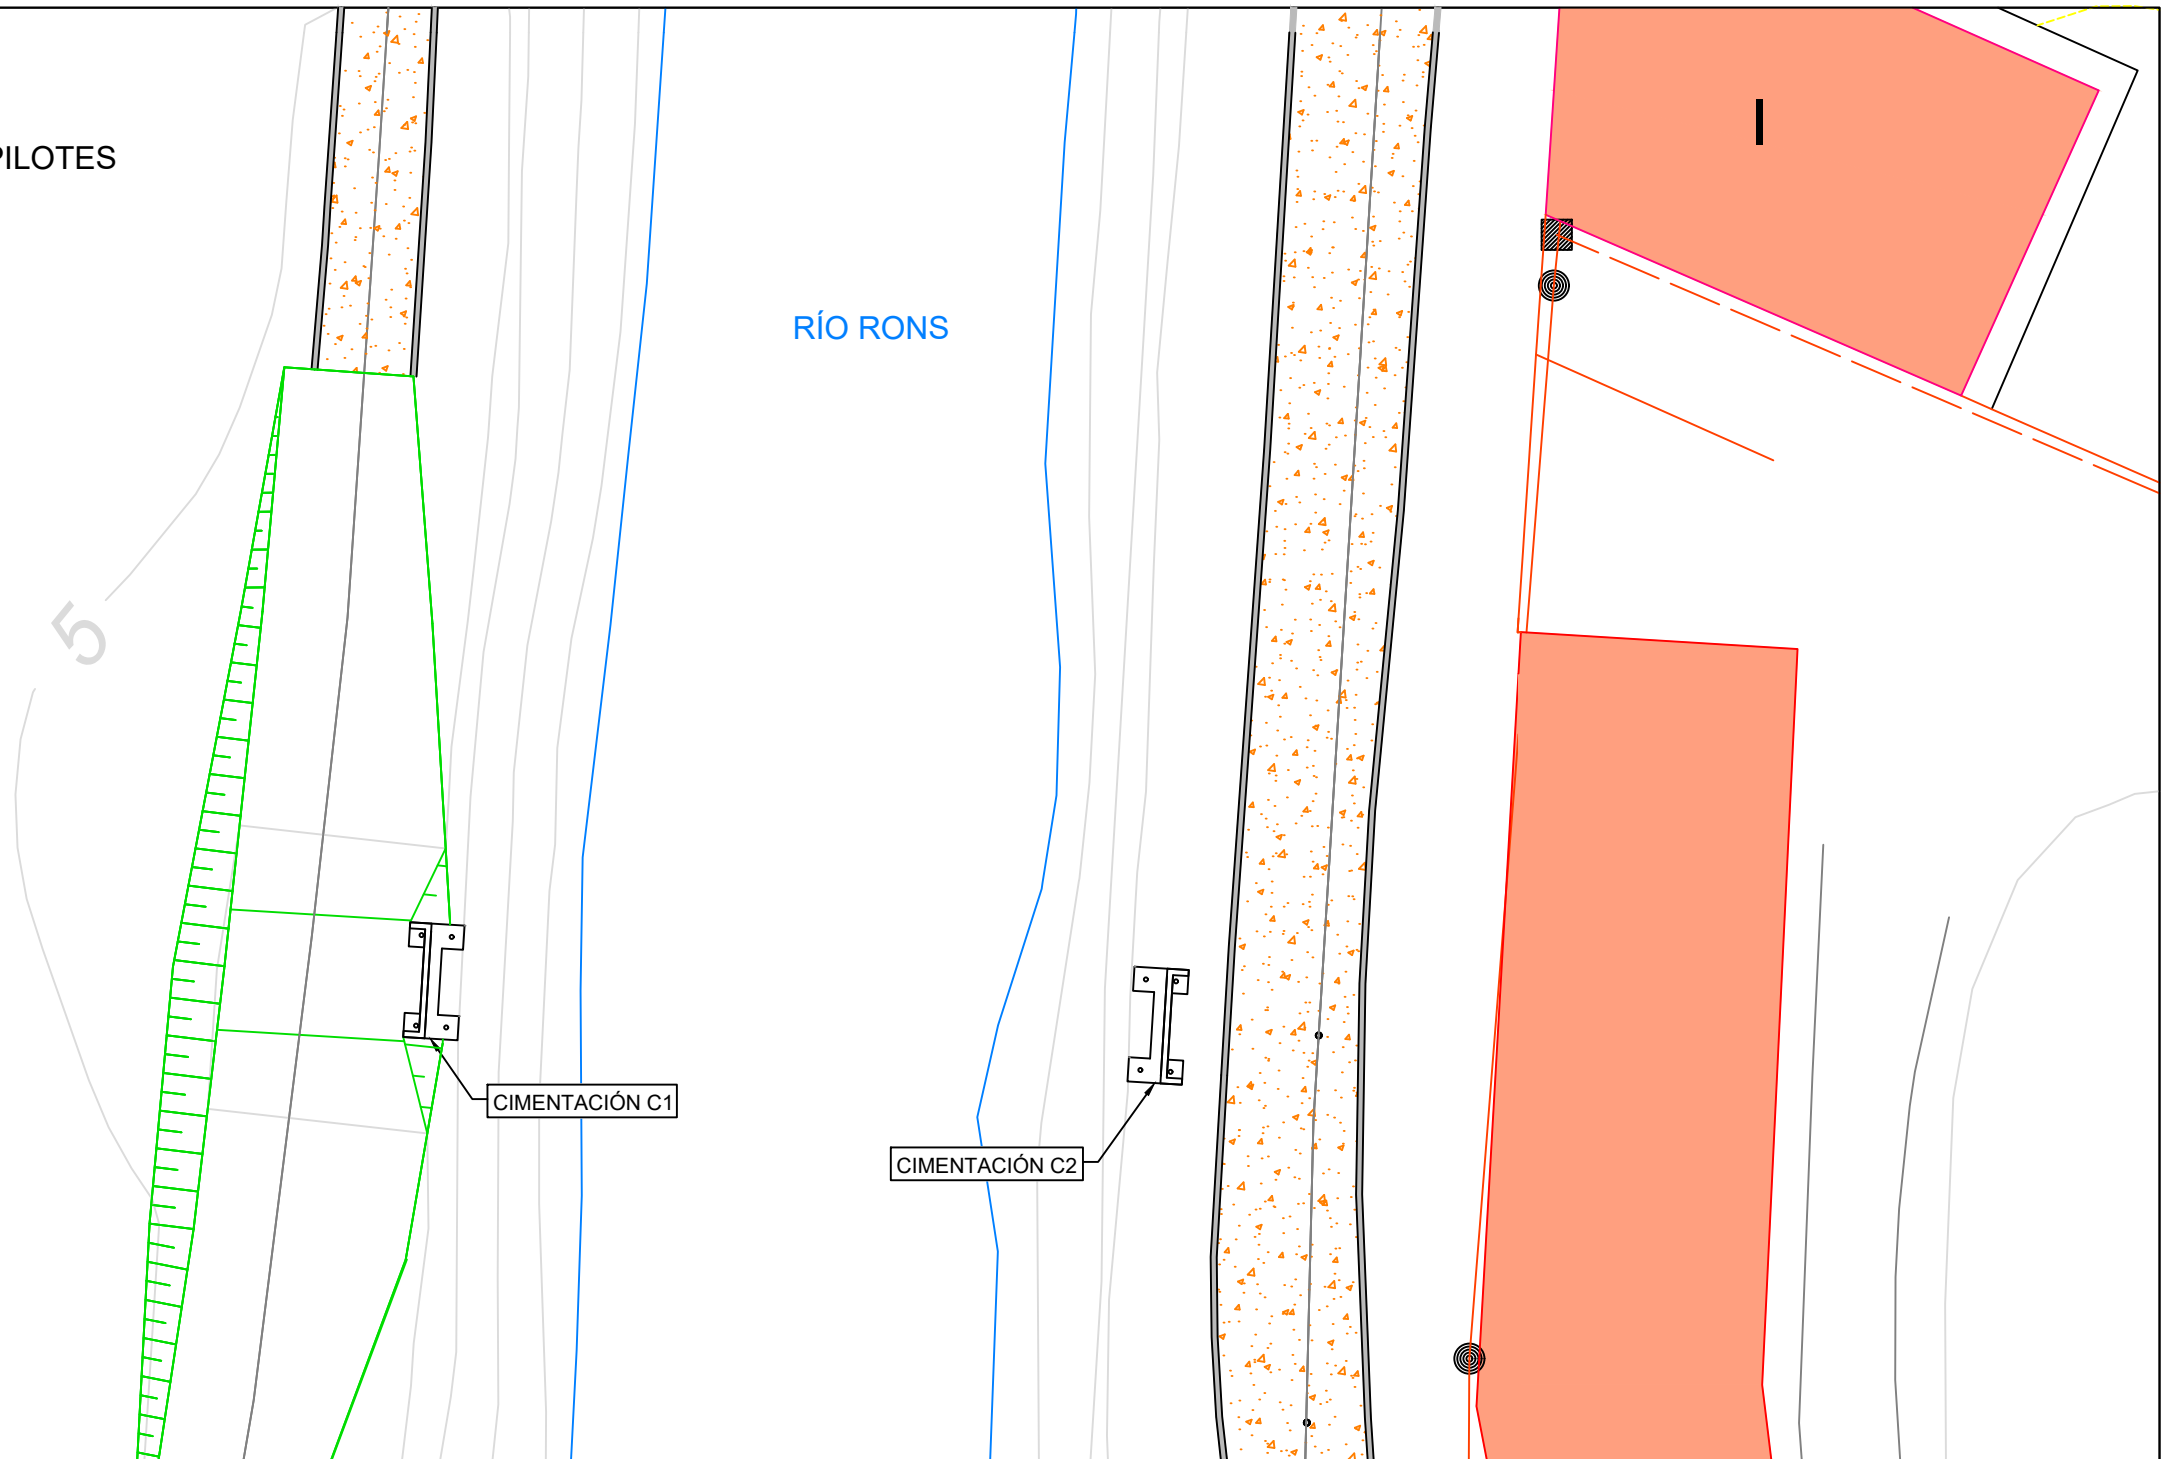 PILOTES
I
RÍO RONS
5
CIMENTACIÓN C1
CIMENTACIÓN C2